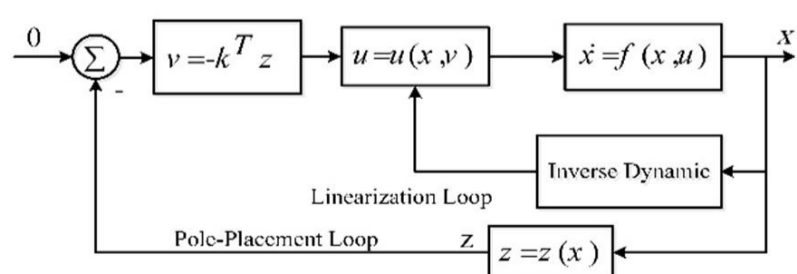 0
Σ
-
v=-k^T z
u=u(x,v)
ẋ=f(x,u)
x
Inverse Dynamic
Linearization Loop
Pole-Placement Loop
z
z=z(x)